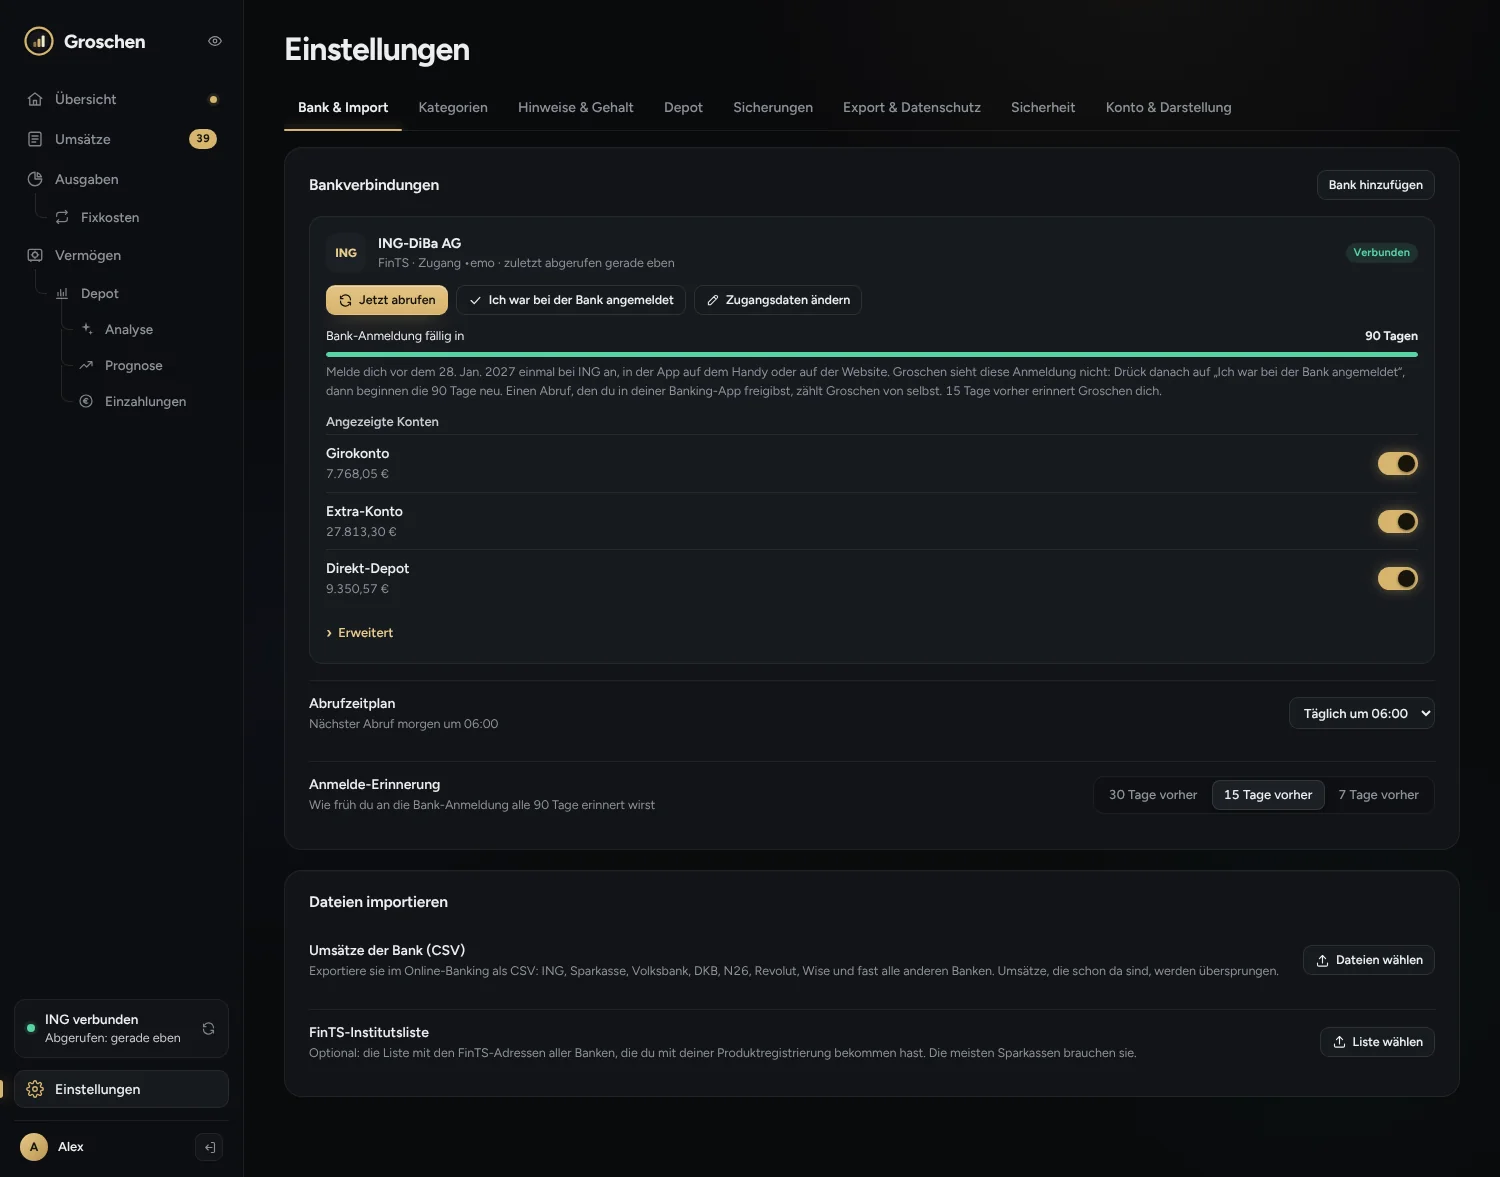 Groschen
Übersicht
Umsätze
39
Ausgaben
Fixkosten
Vermögen
Depot
Analyse
Prognose
Einzahlungen
ING verbunden
Abgerufen: gerade eben
Einstellungen
A
Alex
Einstellungen
Bank & Import
Kategorien
Hinweise & Gehalt
Depot
Sicherungen
Export & Datenschutz
Sicherheit
Konto & Darstellung
Bankverbindungen
Bank hinzufügen
ING
ING-DiBa AG
FinTS · Zugang •emo · zuletzt abgerufen gerade eben
Verbunden
Jetzt abrufen
Ich war bei der Bank angemeldet
Zugangsdaten ändern
Bank-Anmeldung fällig in
90 Tagen
Melde dich vor dem 28. Jan. 2027 einmal bei ING an, in der App auf dem Handy oder auf der Website. Groschen sieht diese Anmeldung nicht: Drück danach auf „Ich war bei der Bank angemeldet“,
dann beginnen die 90 Tage neu. Einen Abruf, den du in deiner Banking-App freigibst, zählt Groschen von selbst. 15 Tage vorher erinnert Groschen dich.
Angezeigte Konten
Girokonto
7.768,05 €
Extra-Konto
27.813,30 €
Direkt-Depot
9.350,57 €
Erweitert
Abrufzeitplan
Nächster Abruf morgen um 06:00
Täglich um 06:00
Anmelde-Erinnerung
Wie früh du an die Bank-Anmeldung alle 90 Tage erinnert wirst
30 Tage vorher
15 Tage vorher
7 Tage vorher
Dateien importieren
Umsätze der Bank (CSV)
Exportiere sie im Online-Banking als CSV: ING, Sparkasse, Volksbank, DKB, N26, Revolut, Wise und fast alle anderen Banken. Umsätze, die schon da sind, werden übersprungen.
Dateien wählen
FinTS-Institutsliste
Optional: die Liste mit den FinTS-Adressen aller Banken, die du mit deiner Produktregistrierung bekommen hast. Die meisten Sparkassen brauchen sie.
Liste wählen